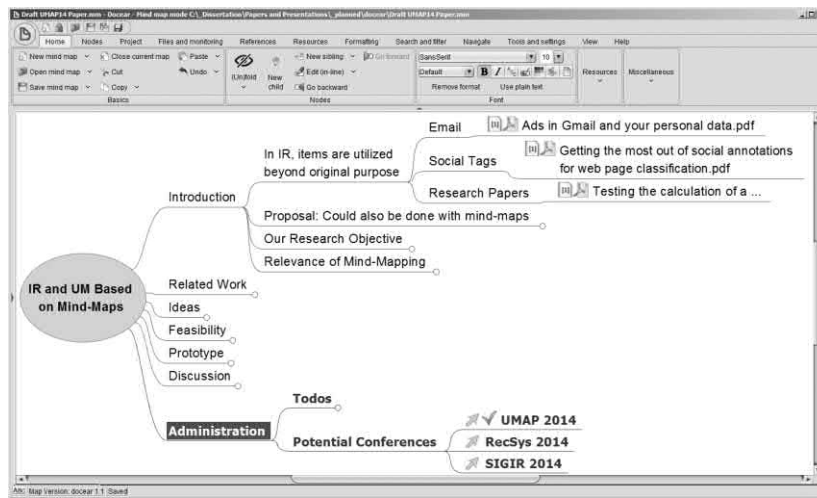 Draft UMAP14 Paper.mm - Docear - Mind map mode C:\_Dissertation\Papers and Presentations\_planned\docear\Draft UMAP14 Paper.mm
Home Nodes Project Files and monitoring References Resources Formatting Search and filter Navigate Tools and settings View Help
New mind map Close current map Paste
Open mind map Cut Undo
Save mind map Copy
Basics
(Un)fold
New child
New sibling Go forward
Edit (in-line)
Go backward
Nodes
SansSerif 10
Default B I
Remove format Use plain text
Font
Resources
Miscellaneous
IR and UM Based
on Mind-Maps
Introduction
In IR, items are utilized
beyond original purpose
Email
Ads in Gmail and your personal data.pdf
Social Tags
Getting the most out of social annotations
for web page classification.pdf
Research Papers
Testing the calculation of a ...
Proposal: Could also be done with mind-maps
Our Research Objective
Relevance of Mind-Mapping
Related Work
Ideas
Feasibility
Prototype
Discussion
Administration
Todos
Potential Conferences
UMAP 2014
RecSys 2014
SIGIR 2014
Map Version: docear 1.1 Saved